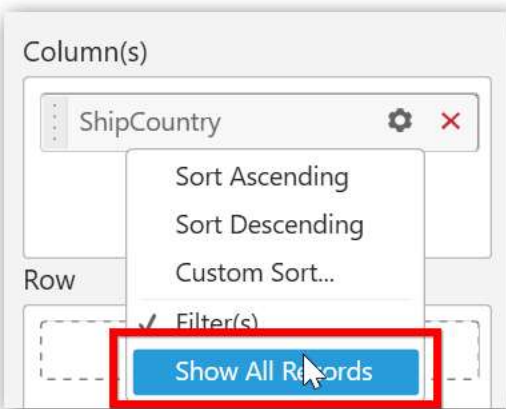 Column(s)
ShipCountry
Sort Ascending
Sort Descending
Custom Sort...
Row
Filter(s)
Show All Records